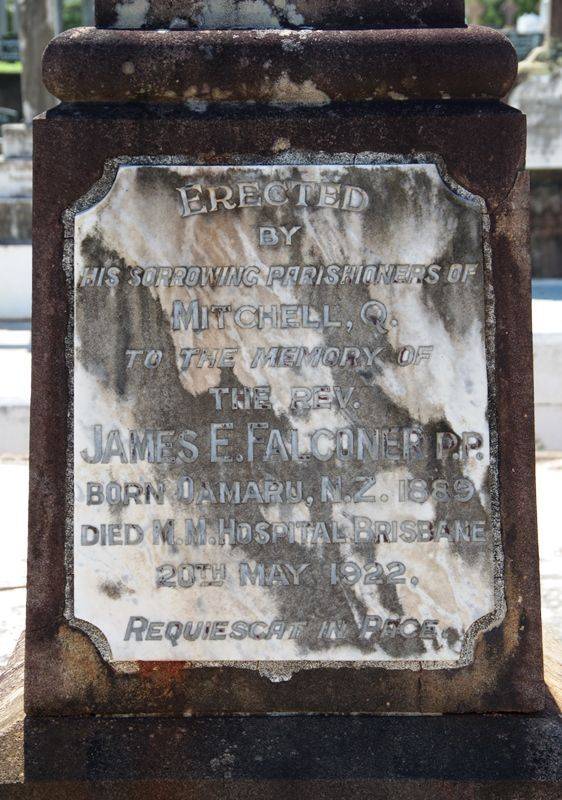 ERECTED
BY
HIS SORROWING PARISHIONERS OF
MITCHELL, Q.
TO THE MEMORY OF
THE REV.
JAMES E. FALCONER P.P.
BORN OAMARU, N.Z. 1889
DIED M.M. HOSPITAL BRISBANE
20TH MAY 1922.
REQUIESCAT IN PACE.